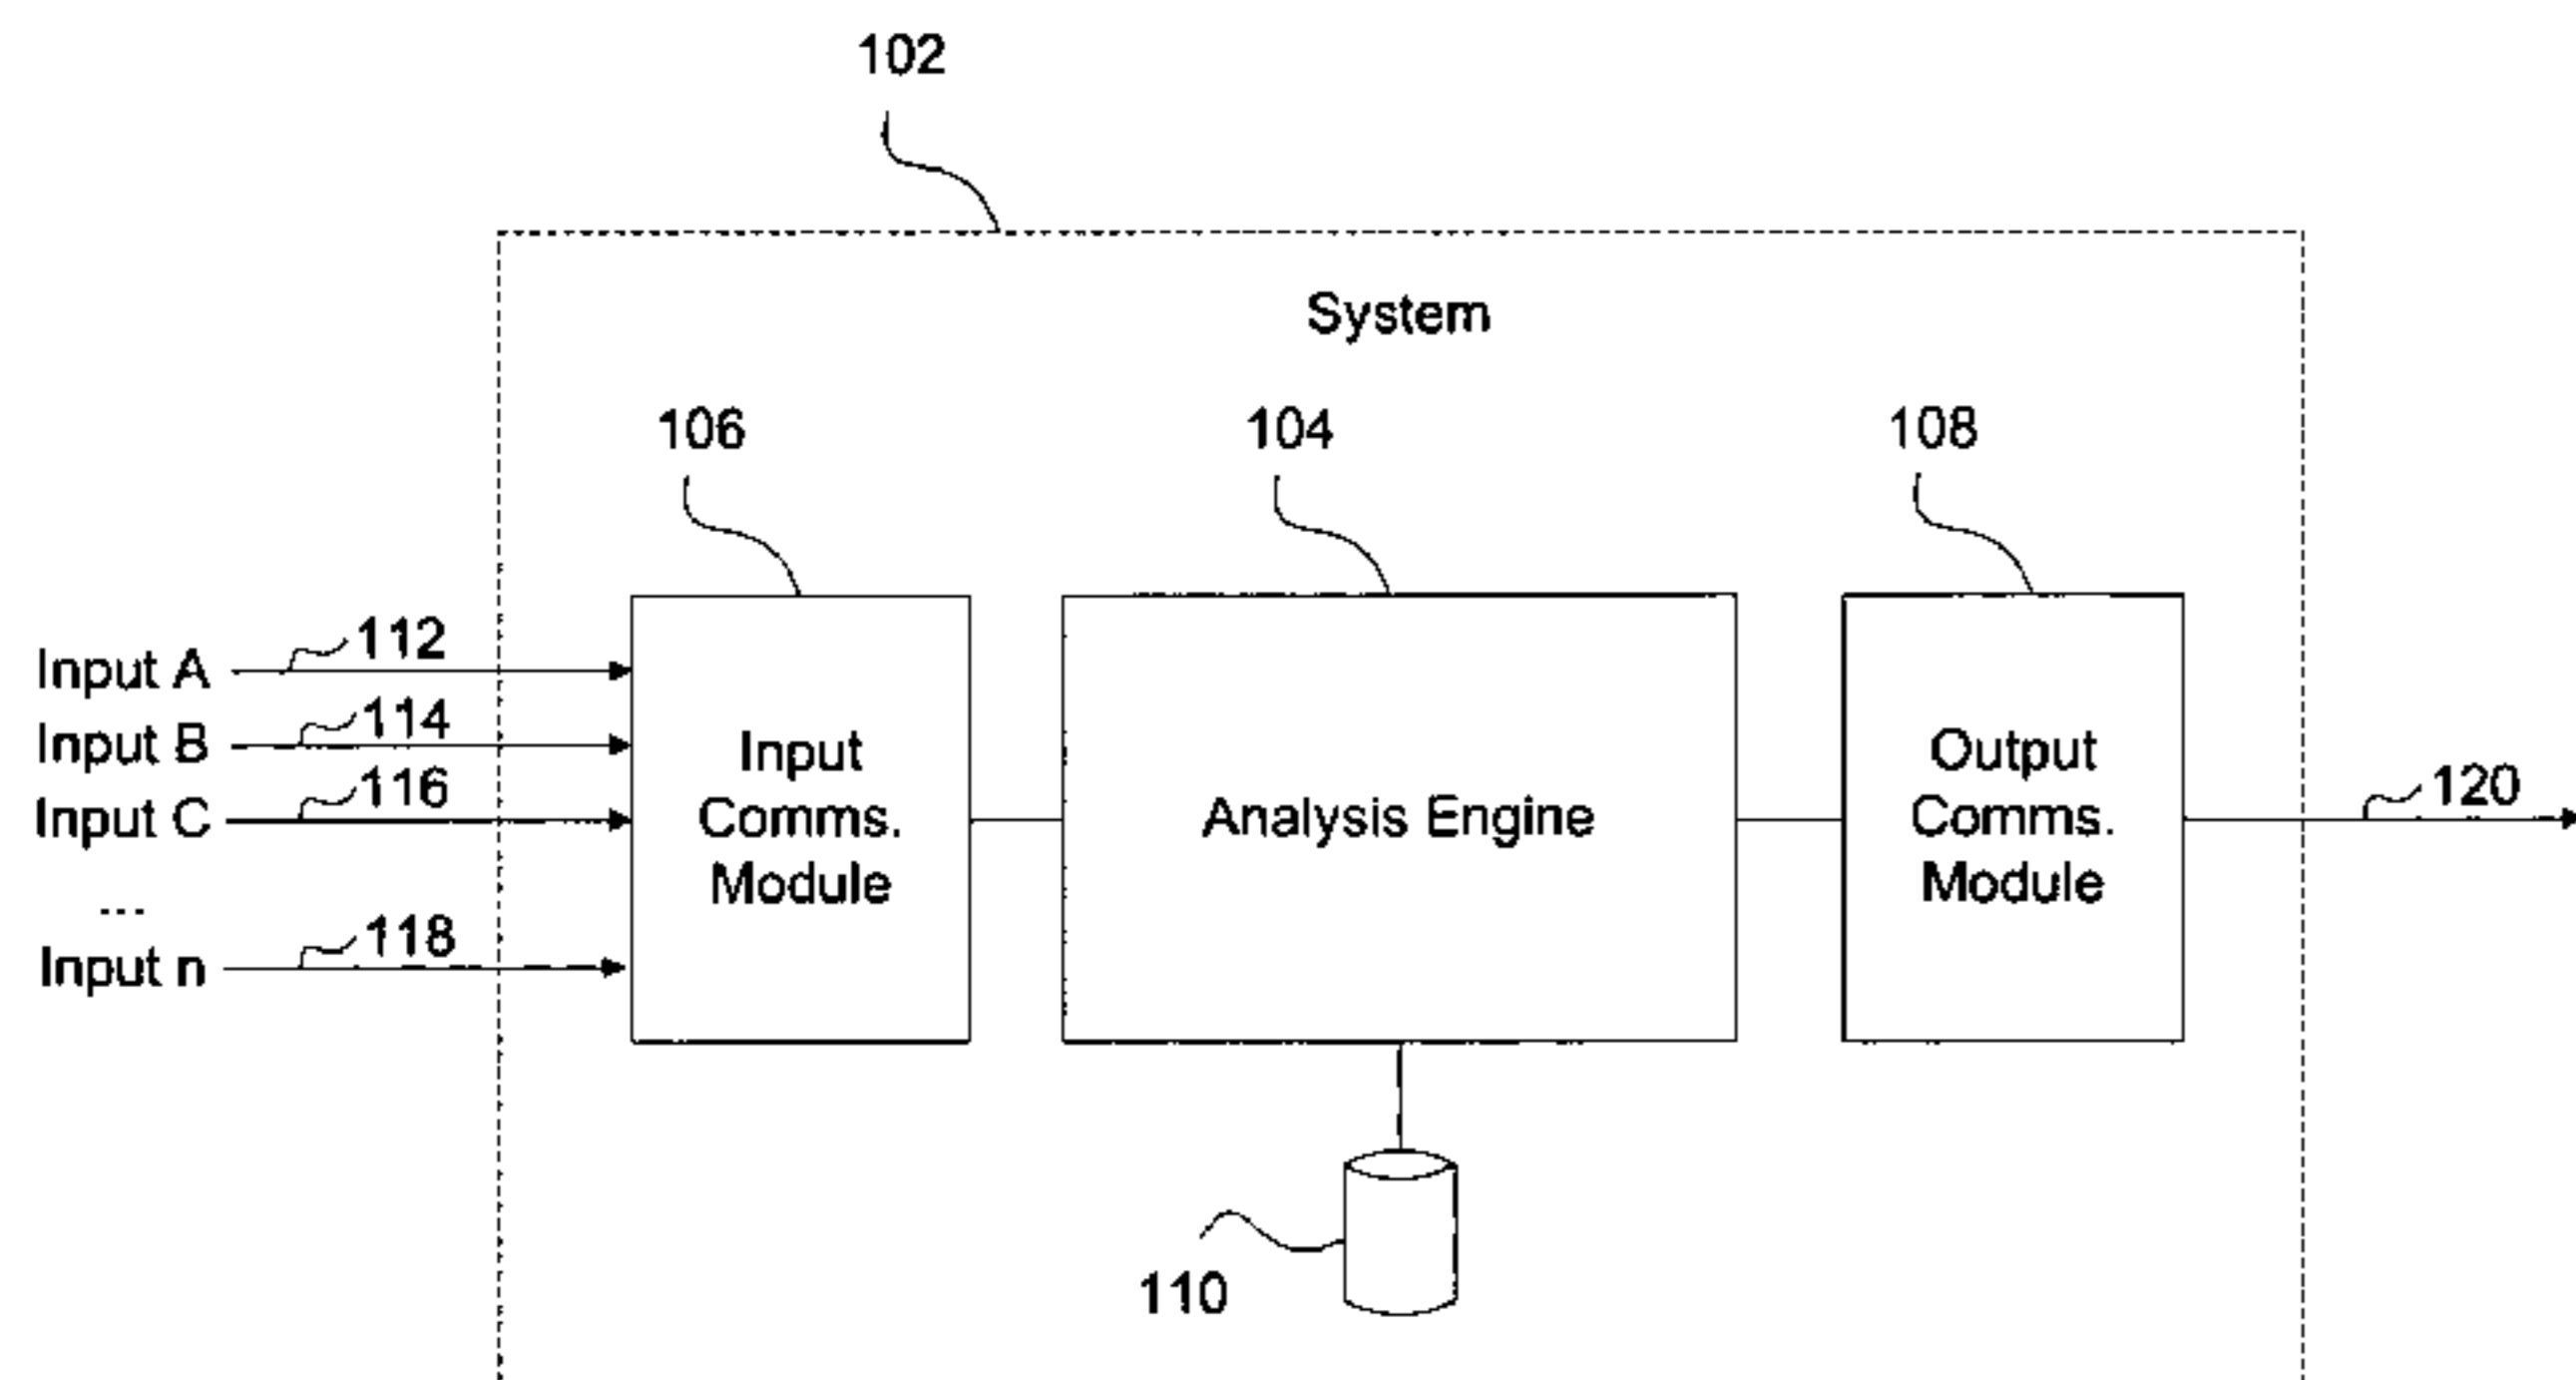 102
System
106
104
108
Input A
112
Input B
114
Input C
116
...
Input n
118
Input
Comms.
Module
Analysis Engine
Output
Comms.
Module
120
110